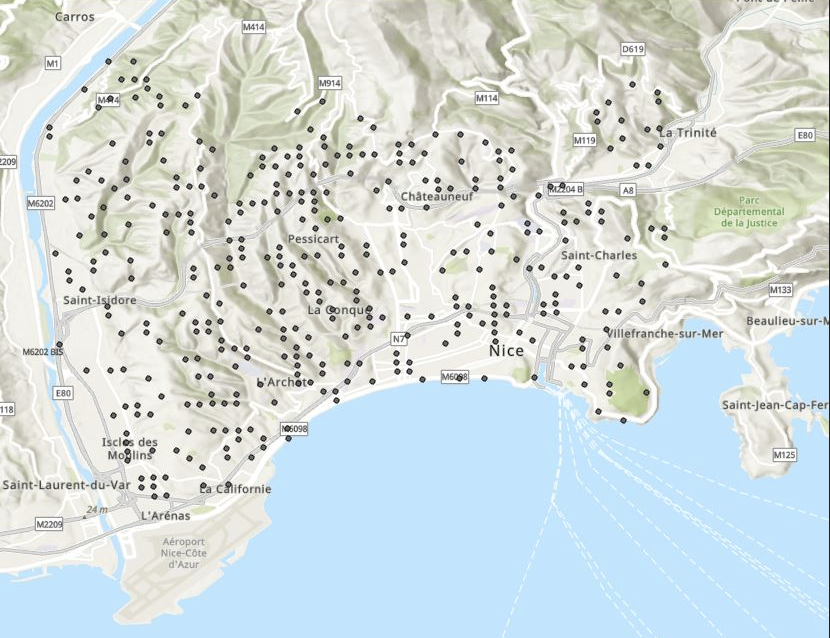 Carros
M414
M1
D619
M914
M114
M414
M119
La Trinité
E80
2209
M2204 B
A8
M6202
Châteauneuf
Parc
Départemental
de la Justice
Pessicart
Saint-Charles
M133
Saint-Isidore
La Conque
Beaulieu-sur-M
Villefranche-sur-Mer
N7
Nice
M6202 BIS
M6098
L'Archet
E80
Saint-Jean-Cap-Fer
118
M6098
Iscles des
Moulins
M125
Saint-Laurent-du-Var
La Californie
24 m
L'Arénas
M2209
Aéroport
Nice-Côte
d'Azur